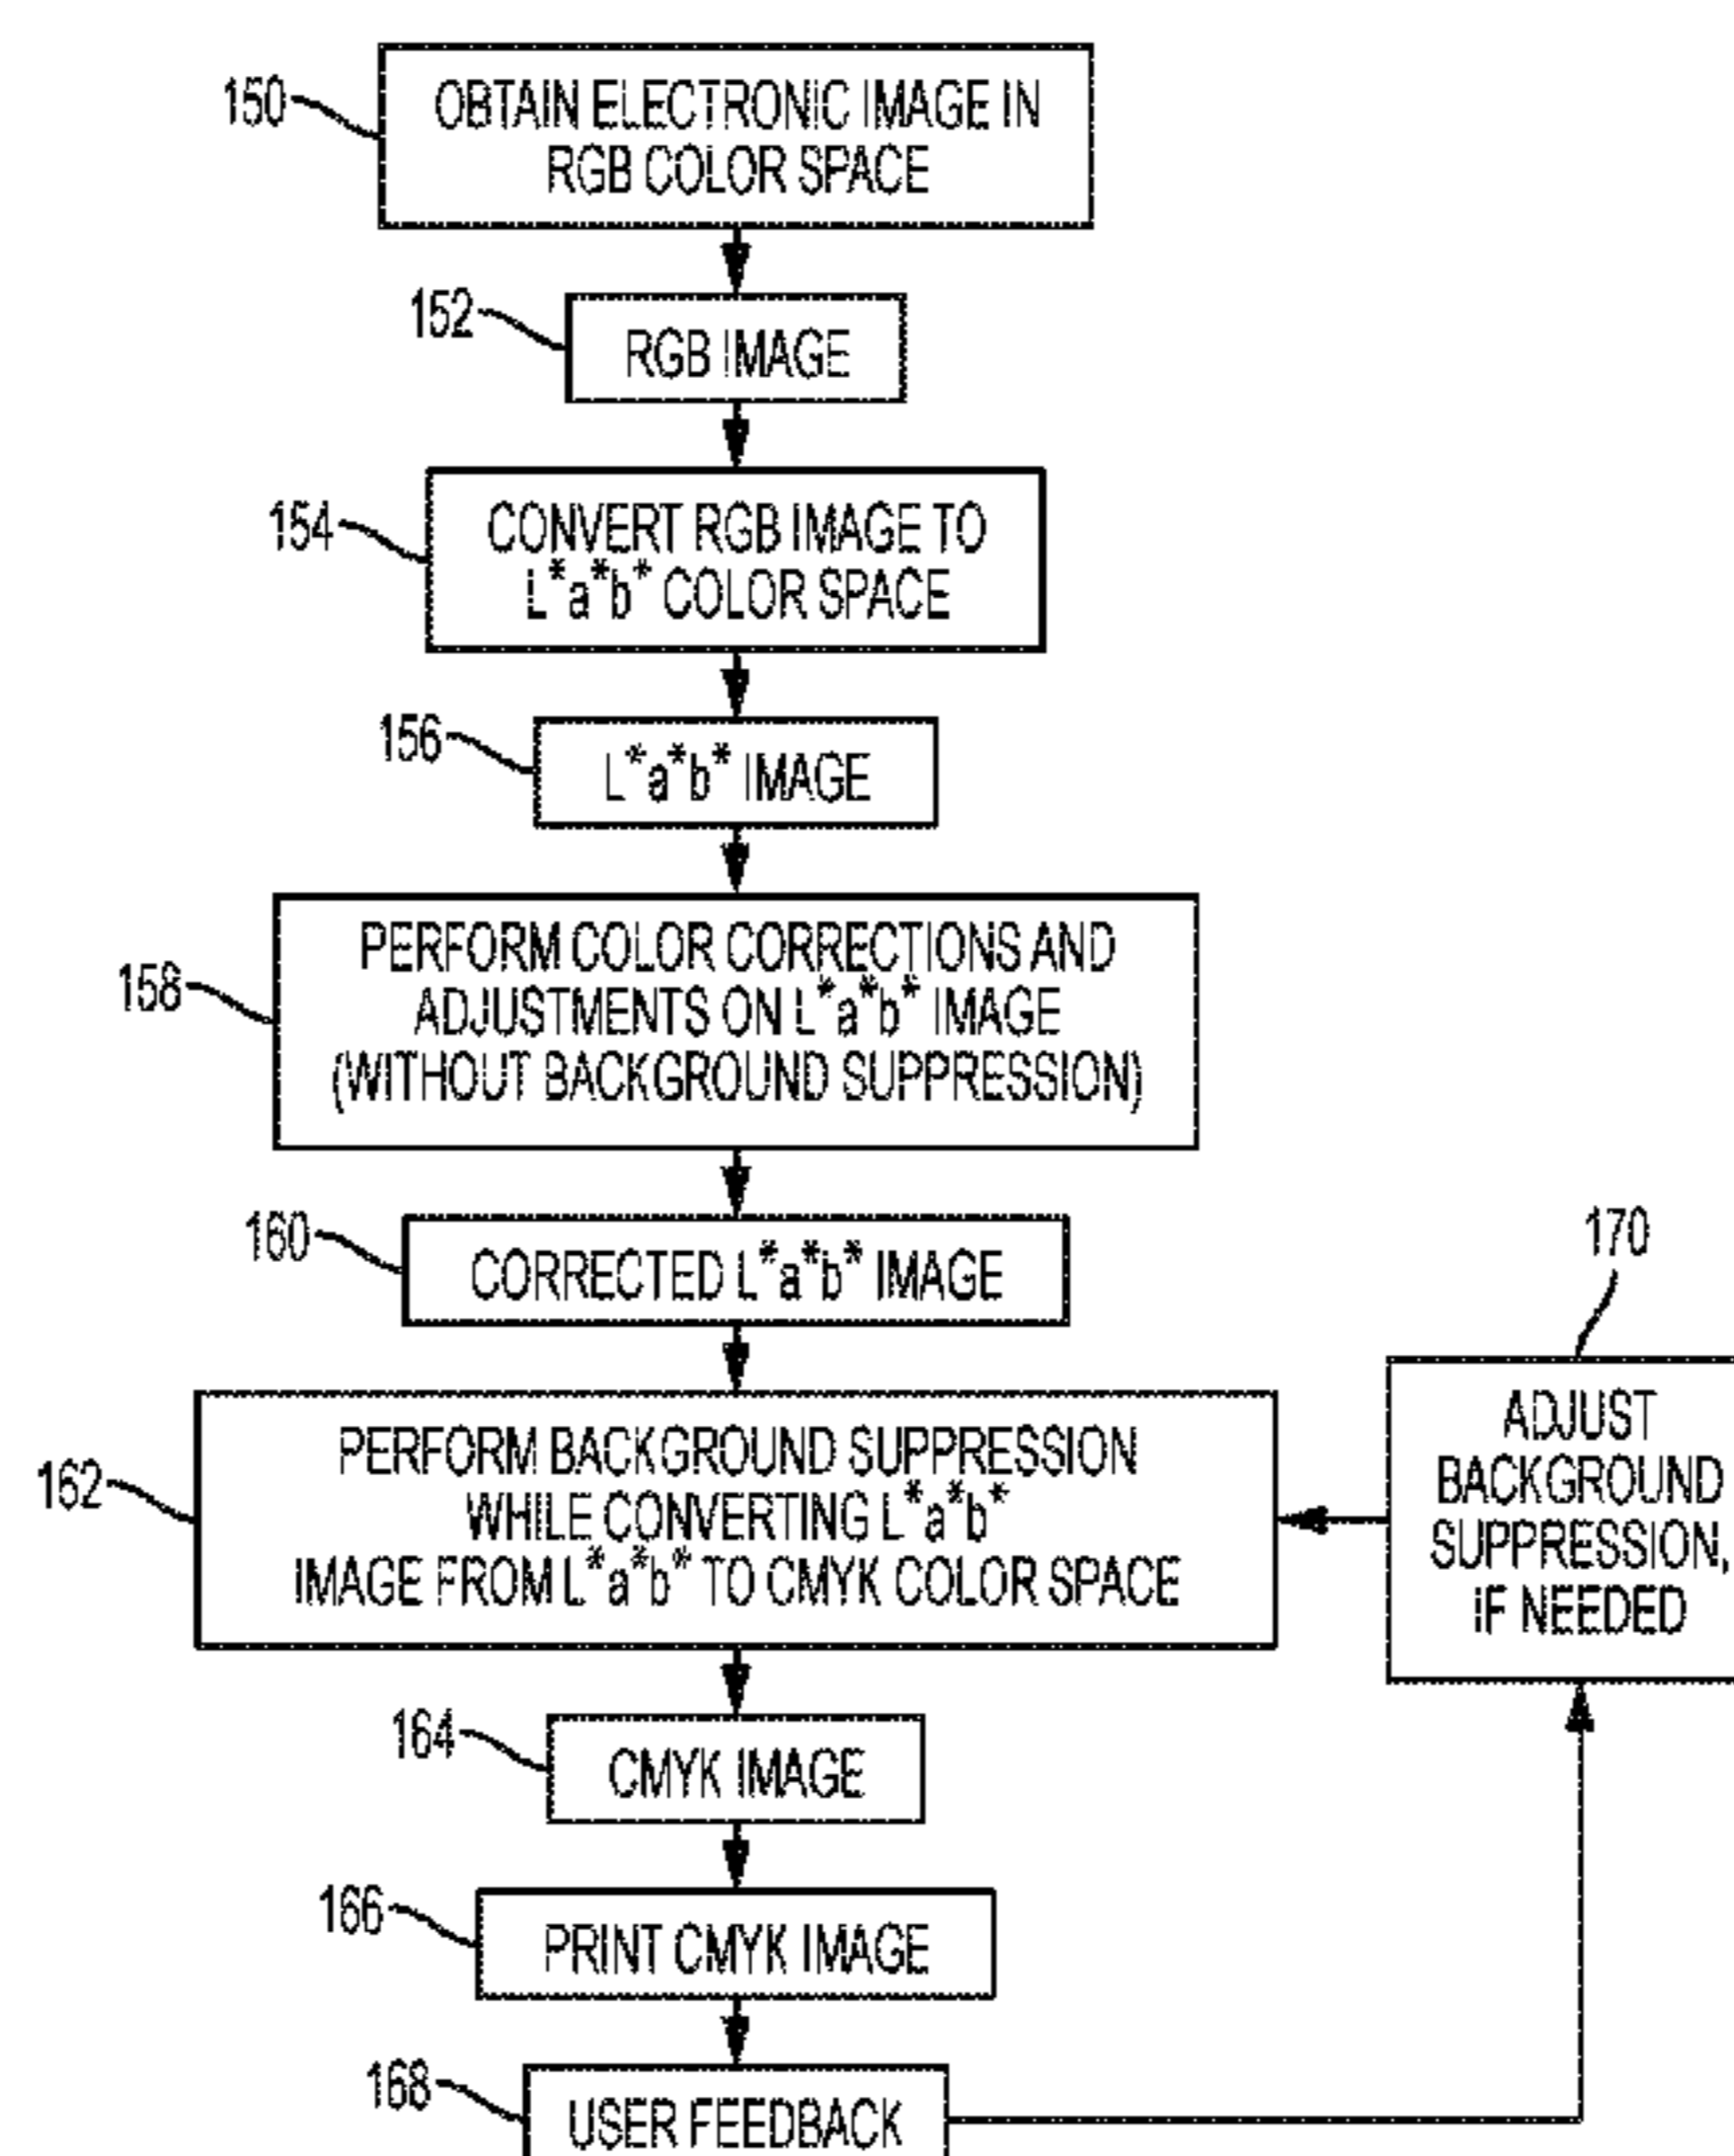 150
OBTAIN ELECTRONIC IMAGE IN
RGB COLOR SPACE
152
RGB IMAGE
154
CONVERT RGB IMAGE TO
L*a*b* COLOR SPACE
156
L*a*b* IMAGE
158
PERFORM COLOR CORRECTIONS AND
ADJUSTMENTS ON L*a*b* IMAGE
(WITHOUT BACKGROUND SUPPRESSION)
160
CORRECTED L*a*b* IMAGE
162
PERFORM BACKGROUND SUPPRESSION
WHILE CONVERTING L*a*b*
IMAGE FROM L*a*b* TO CMYK COLOR SPACE
170
ADJUST
BACKGROUND
SUPPRESSION,
IF NEEDED
164
CMYK IMAGE
166
PRINT CMYK IMAGE
168
USER FEEDBACK